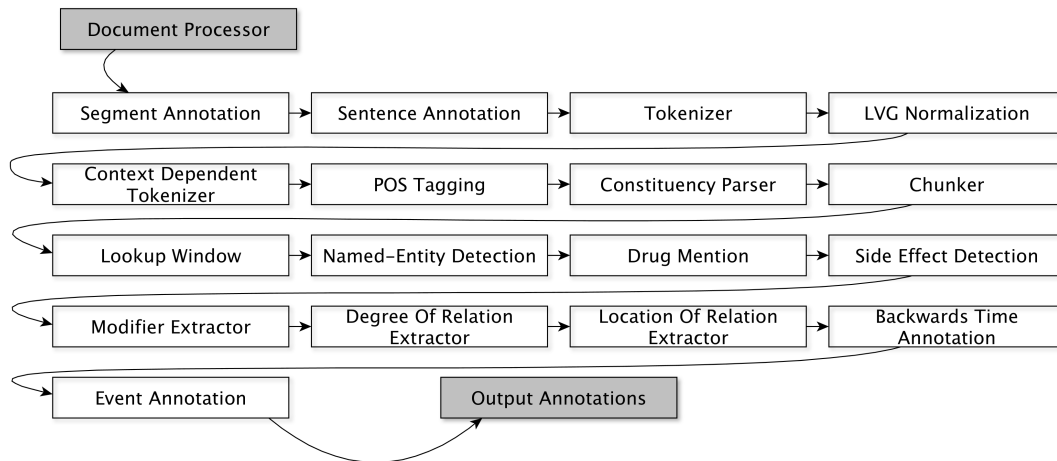 Document Processor
Segment Annotation
Sentence Annotation
Tokenizer
LVG Normalization
Context Dependent
Tokenizer
POS Tagging
Constituency Parser
Chunker
Lookup Window
Named-Entity Detection
Drug Mention
Side Effect Detection
Modifier Extractor
Degree Of Relation
Extractor
Location Of Relation
Extractor
Backwards Time
Annotation
Event Annotation
Output Annotations